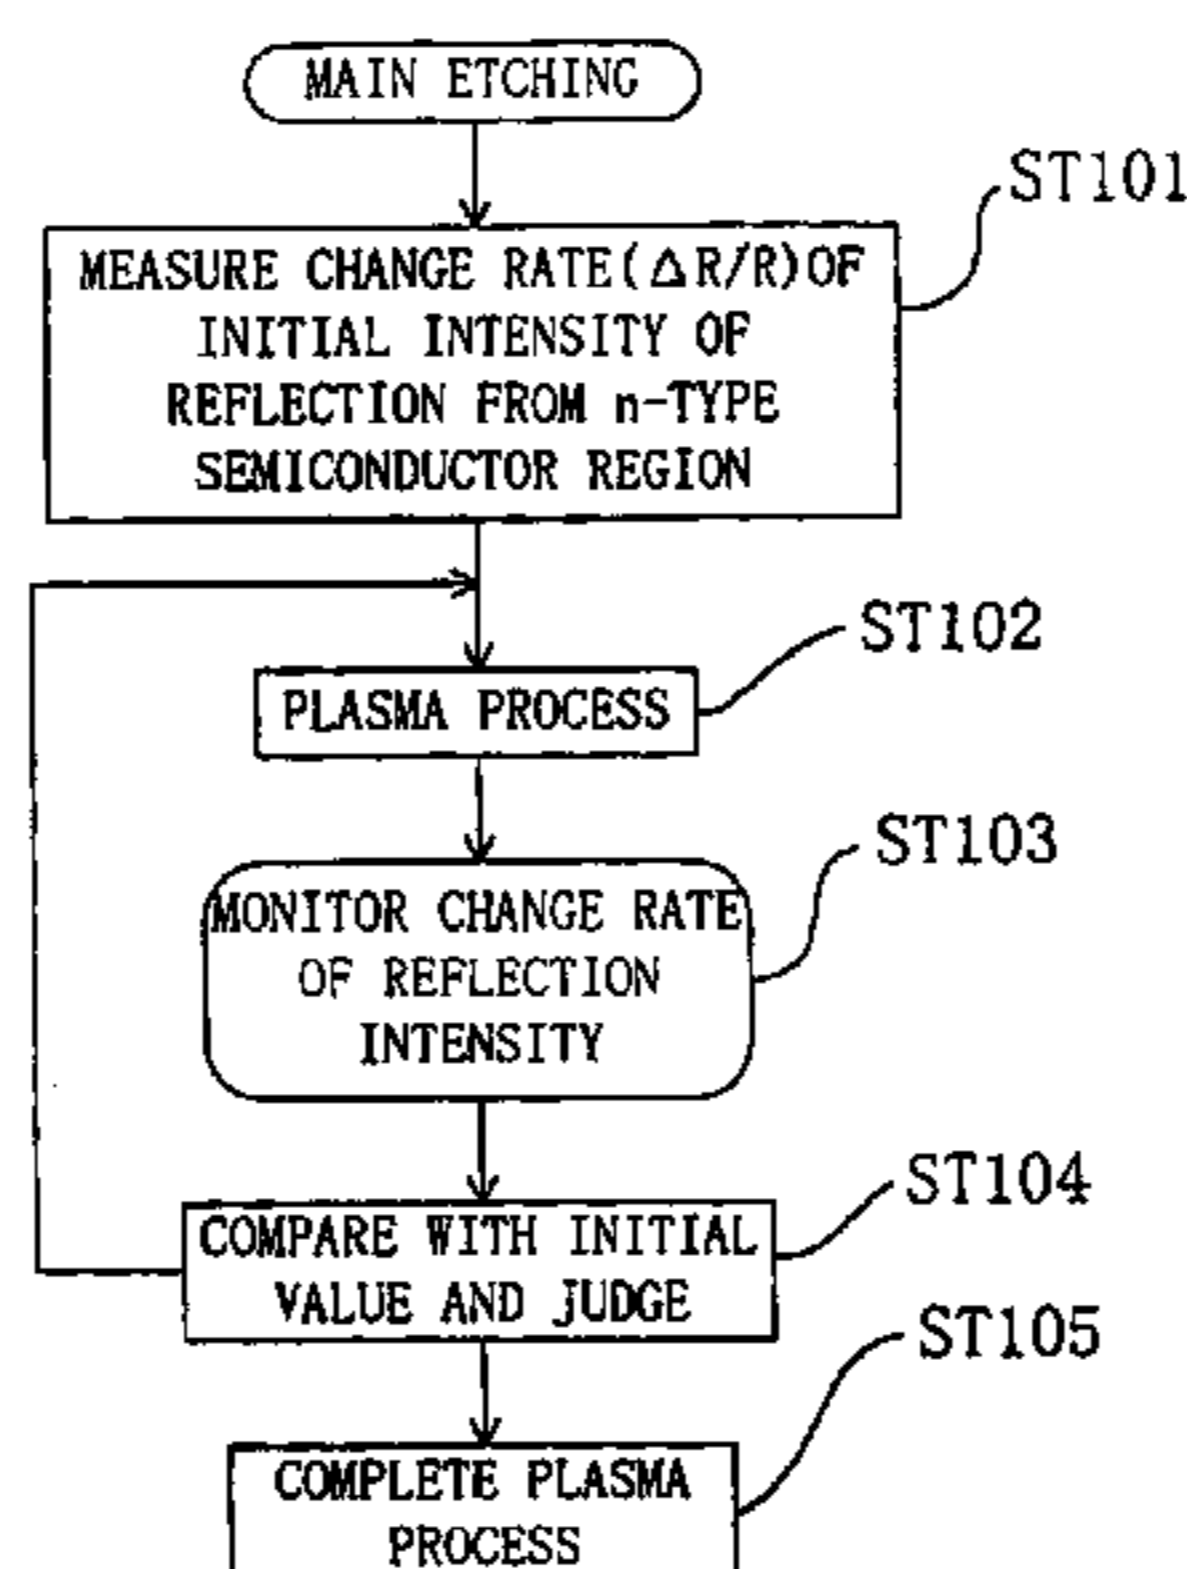 MAIN ETCHING
ST101
MEASURE CHANGE RATE(△R/R)OF
INITIAL INTENSITY OF
REFLECTION FROM n-TYPE
SEMICONDUCTOR REGION
ST102
PLASMA PROCESS
ST103
MONITOR CHANGE RATE
OF REFLECTION
INTENSITY
ST104
COMPARE WITH INITIAL
VALUE AND JUDGE
ST105
COMPLETE PLASMA
PROCESS